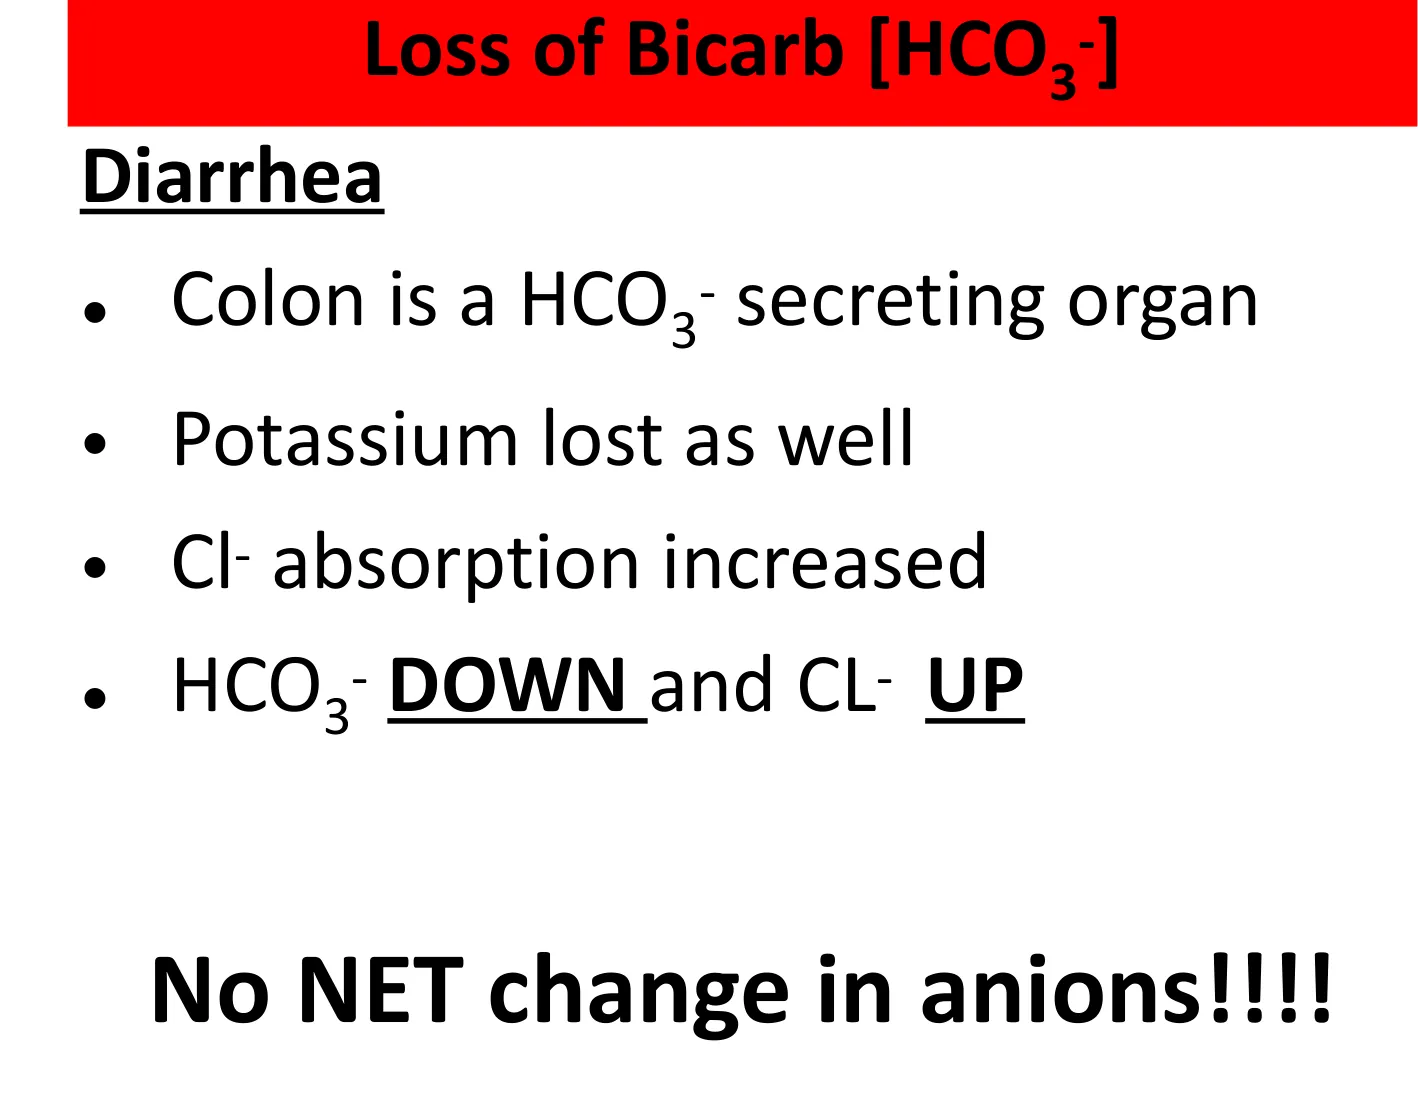 Loss of Bicarb [HCO₃⁻]
Diarrhea
• Colon is a HCO₃⁻ secreting organ
• Potassium lost as well
• Cl⁻ absorption increased
• HCO₃⁻ DOWN and CL⁻ UP
No NET change in anions!!!!